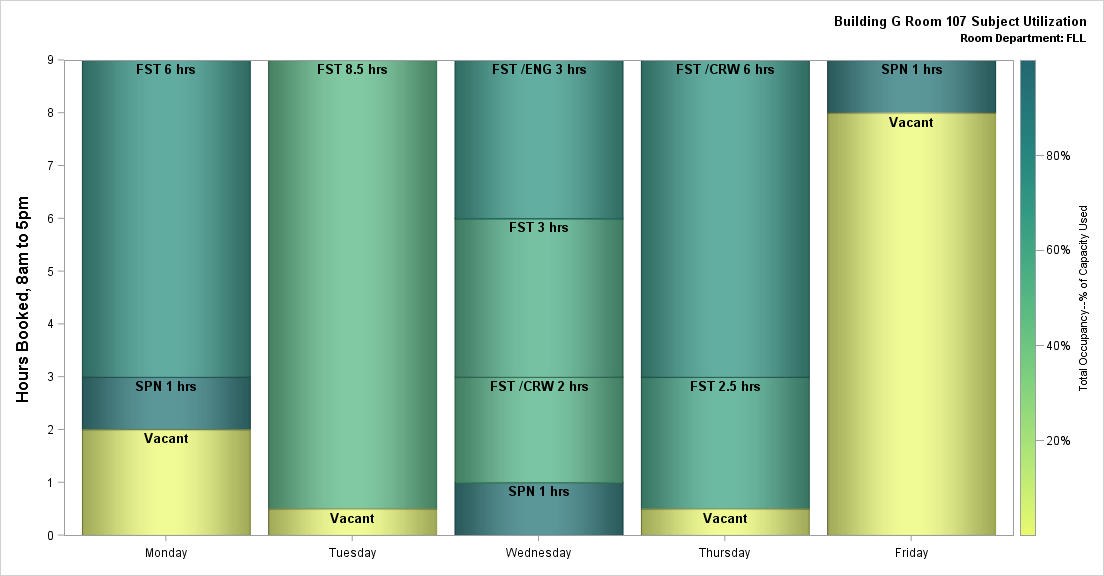 Building G Room 107 Subject Utilization
Room Department: FLL
Hours Booked, 8am to 5pm
9
8
7
6
5
4
3
2
1
0
FST 6 hrs
SPN 1 hrs
Vacant
FST 8.5 hrs
Vacant
FST /ENG 3 hrs
FST 3 hrs
FST /CRW 2 hrs
SPN 1 hrs
FST /CRW 6 hrs
FST 2.5 hrs
Vacant
SPN 1 hrs
Vacant
Monday
Tuesday
Wednesday
Thursday
Friday
80%
60%
40%
20%
Total Occupancy--% of Capacity Used